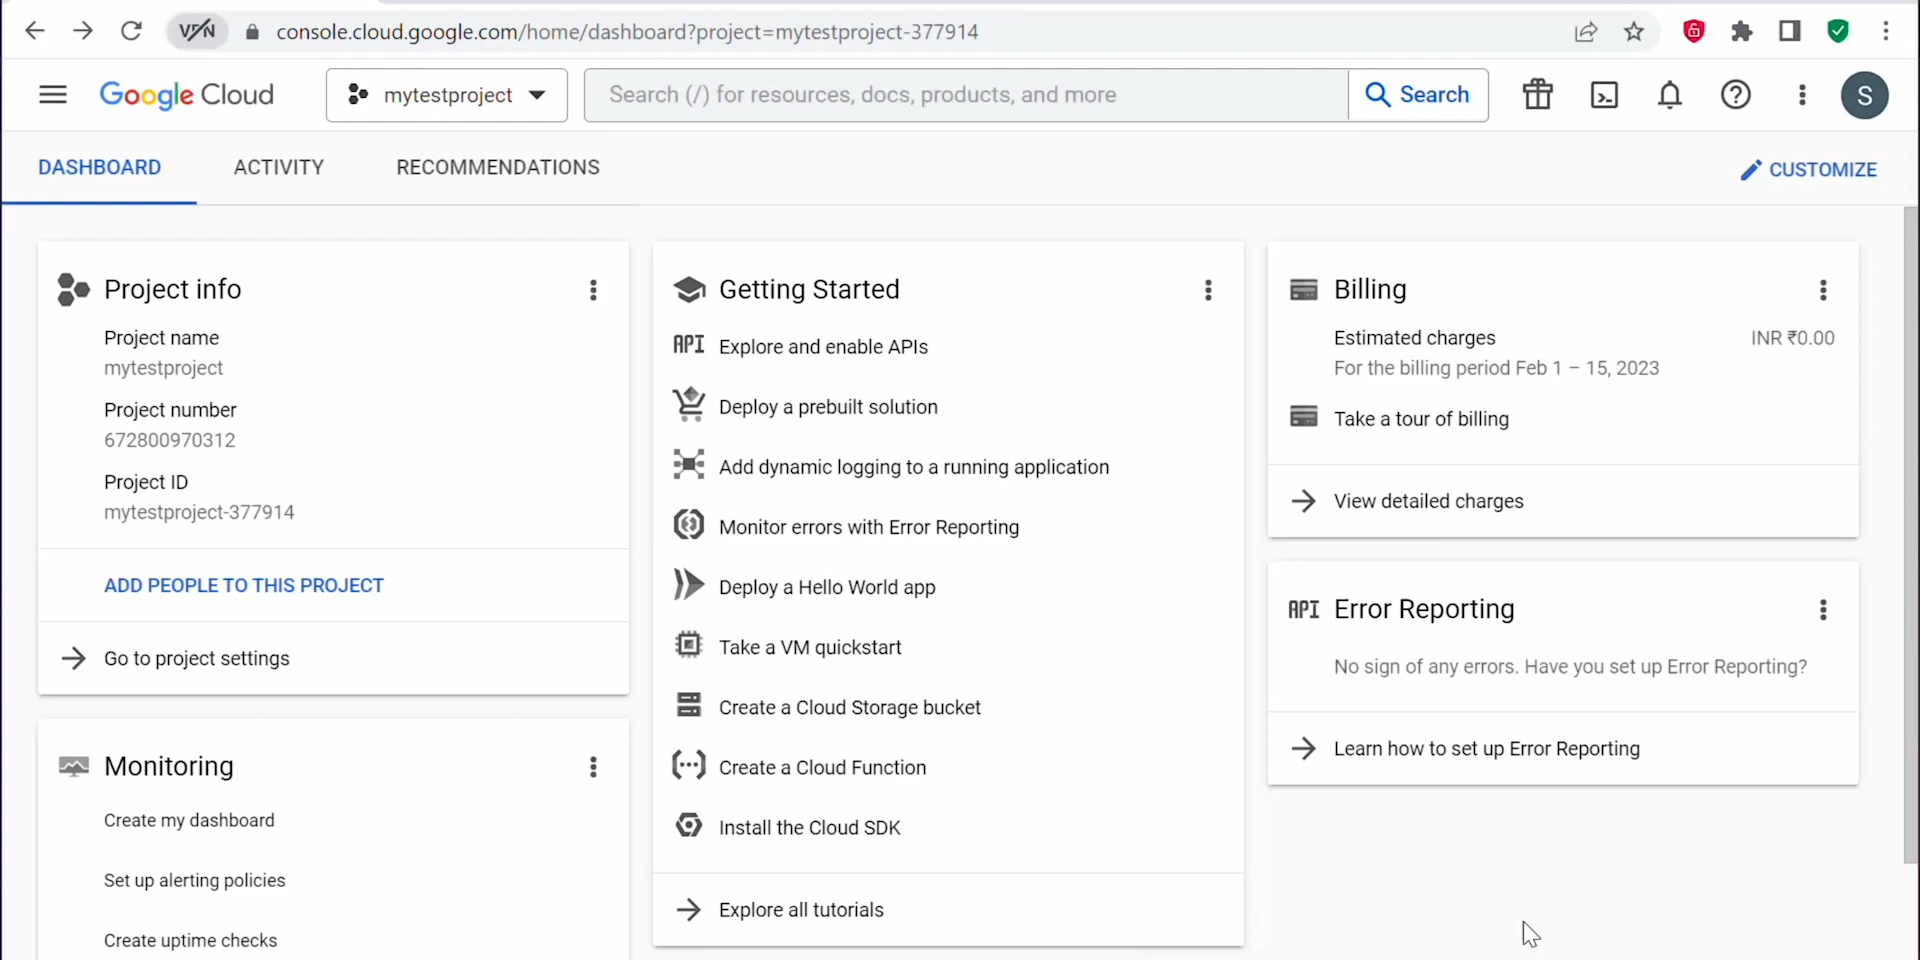 VPN
console.cloud.google.com/home/dashboard?project=mytestproject-377914
Google Cloud
mytestproject
Search (/) for resources, docs, products, and more
Search
S
DASHBOARD
ACTIVITY
RECOMMENDATIONS
CUSTOMIZE
Project info
Project name
mytestproject
Project number
672800970312
Project ID
mytestproject-377914
ADD PEOPLE TO THIS PROJECT
Go to project settings
Monitoring
Create my dashboard
Set up alerting policies
Create uptime checks
Getting Started
API Explore and enable APIs
Deploy a prebuilt solution
Add dynamic logging to a running application
Monitor errors with Error Reporting
Deploy a Hello World app
Take a VM quickstart
Create a Cloud Storage bucket
Create a Cloud Function
Install the Cloud SDK
Explore all tutorials
Billing
Estimated charges INR ₹0.00
For the billing period Feb 1 – 15, 2023
Take a tour of billing
View detailed charges
API Error Reporting
No sign of any errors. Have you set up Error Reporting?
Learn how to set up Error Reporting